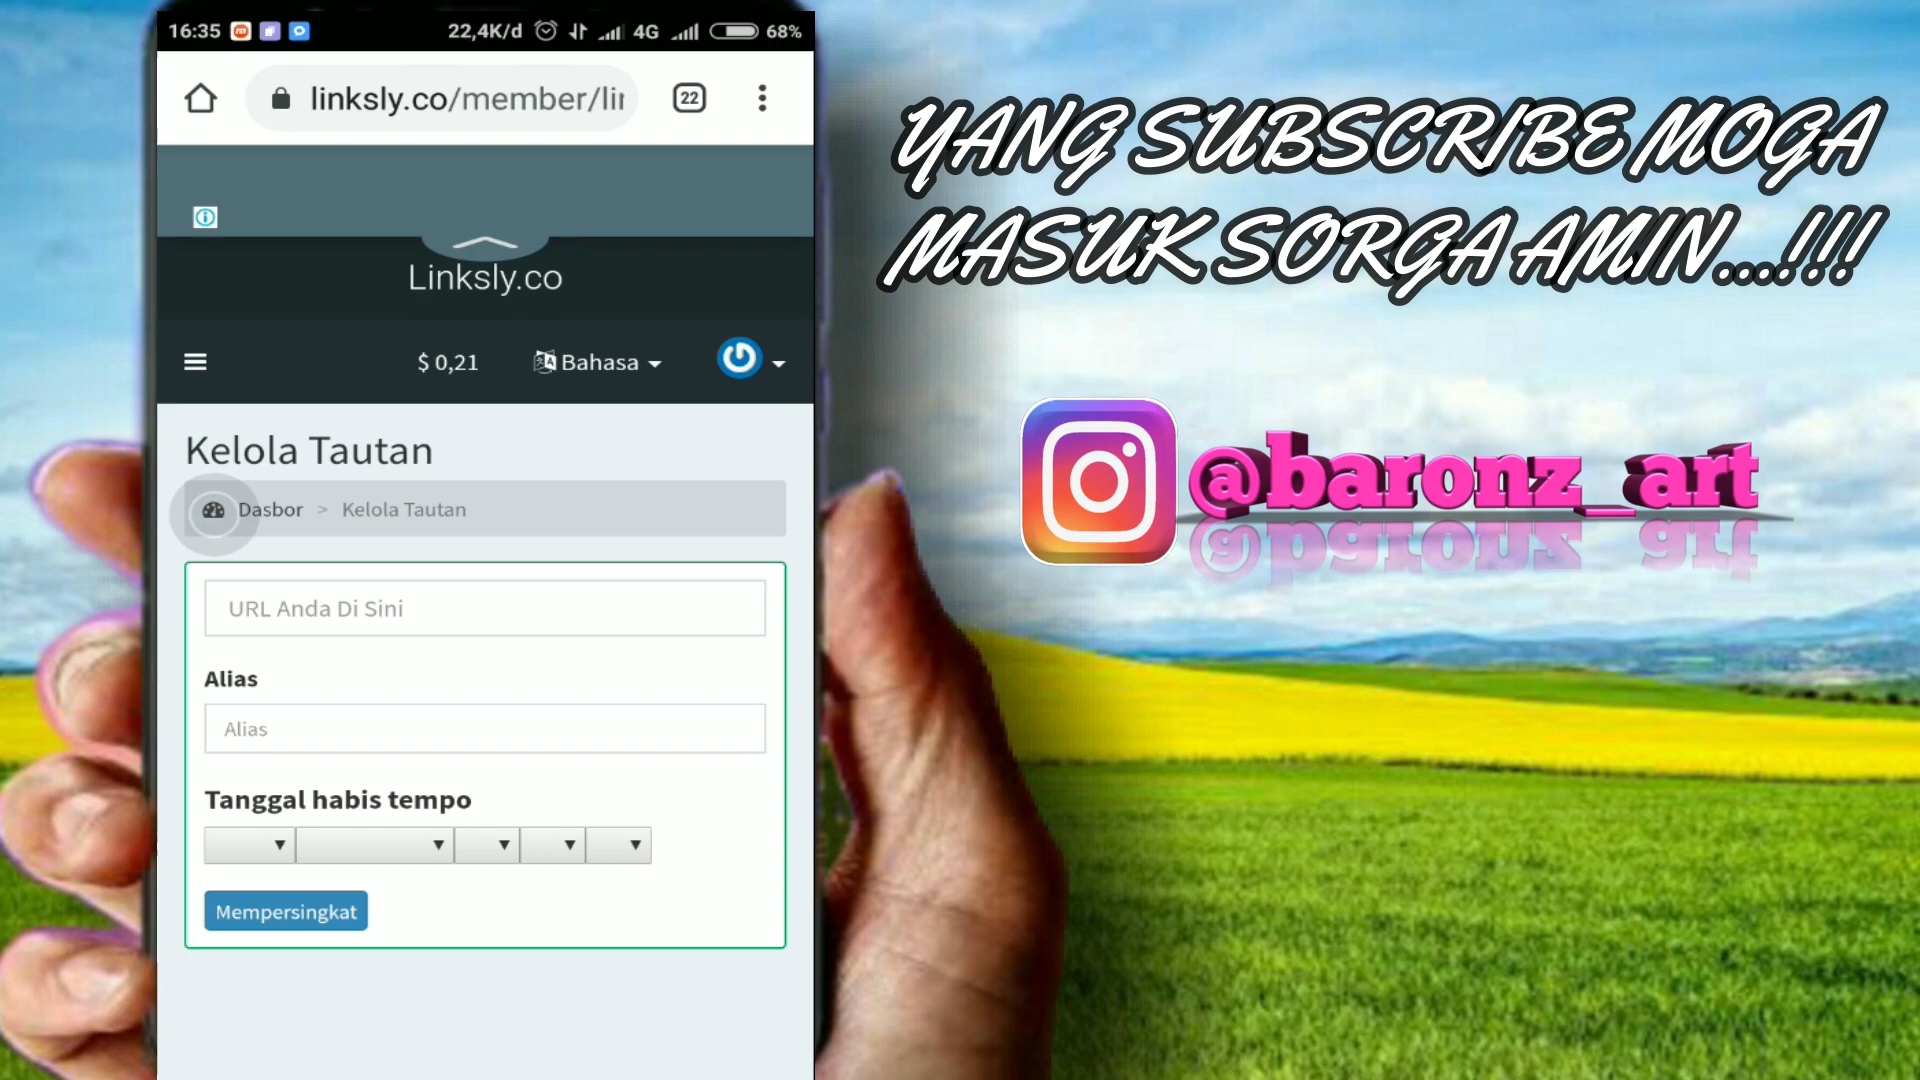 16:35
22,4K/d
4G
68%
linksly.co/member/lir
22
Linksly.co
$ 0,21
Bahasa
Kelola Tautan
Dasbor > Kelola Tautan
URL Anda Di Sini
Alias
Alias
Tanggal habis tempo
Mempersingkat
YANG SUBSCRIBE MOGA
MASUK SORGA AMIN...!!!
@baronz_art